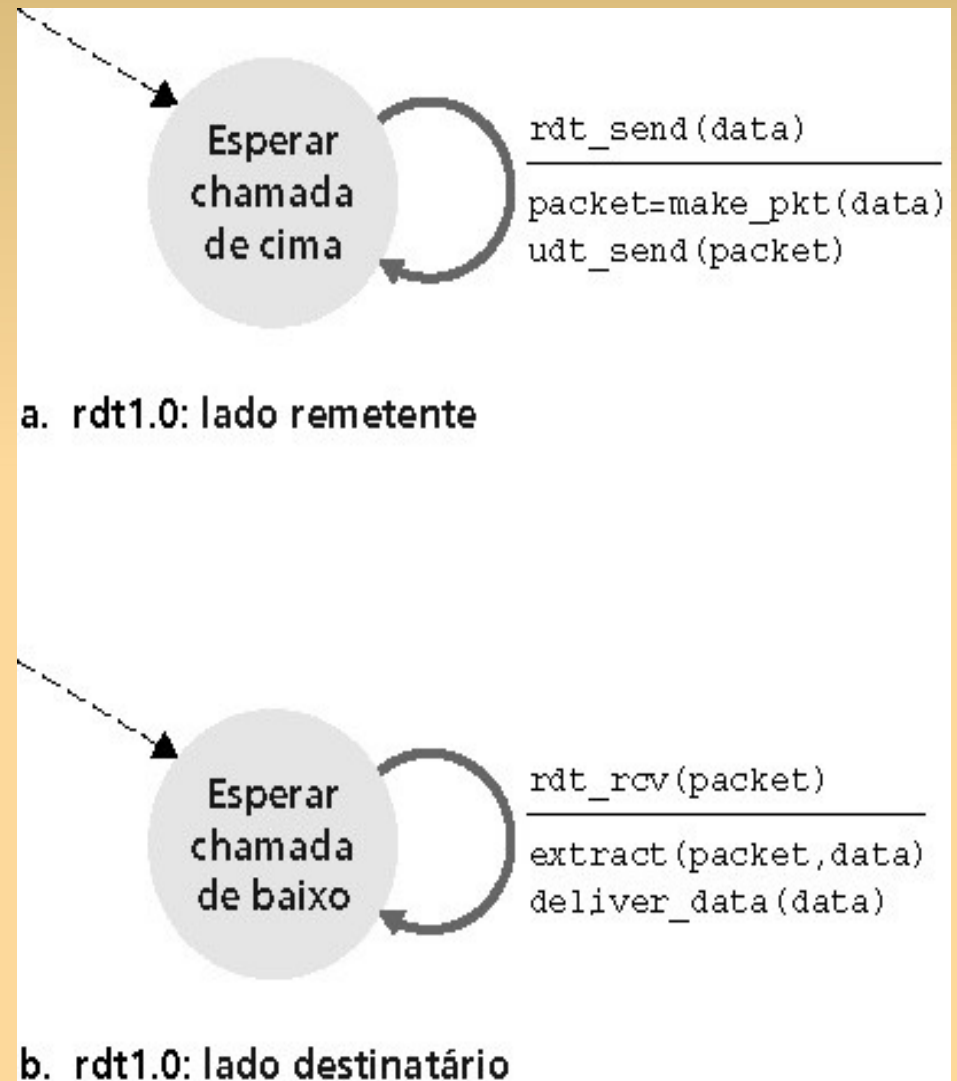 Esperar
chamada
de cima
rdt_send(data)
packet=make_pkt(data)
udt_send(packet)
a. rdt1.0: lado remetente
Esperar
chamada
de baixo
rdt_rcv(packet)
extract(packet,data)
deliver_data(data)
b. rdt1.0: lado destinatário